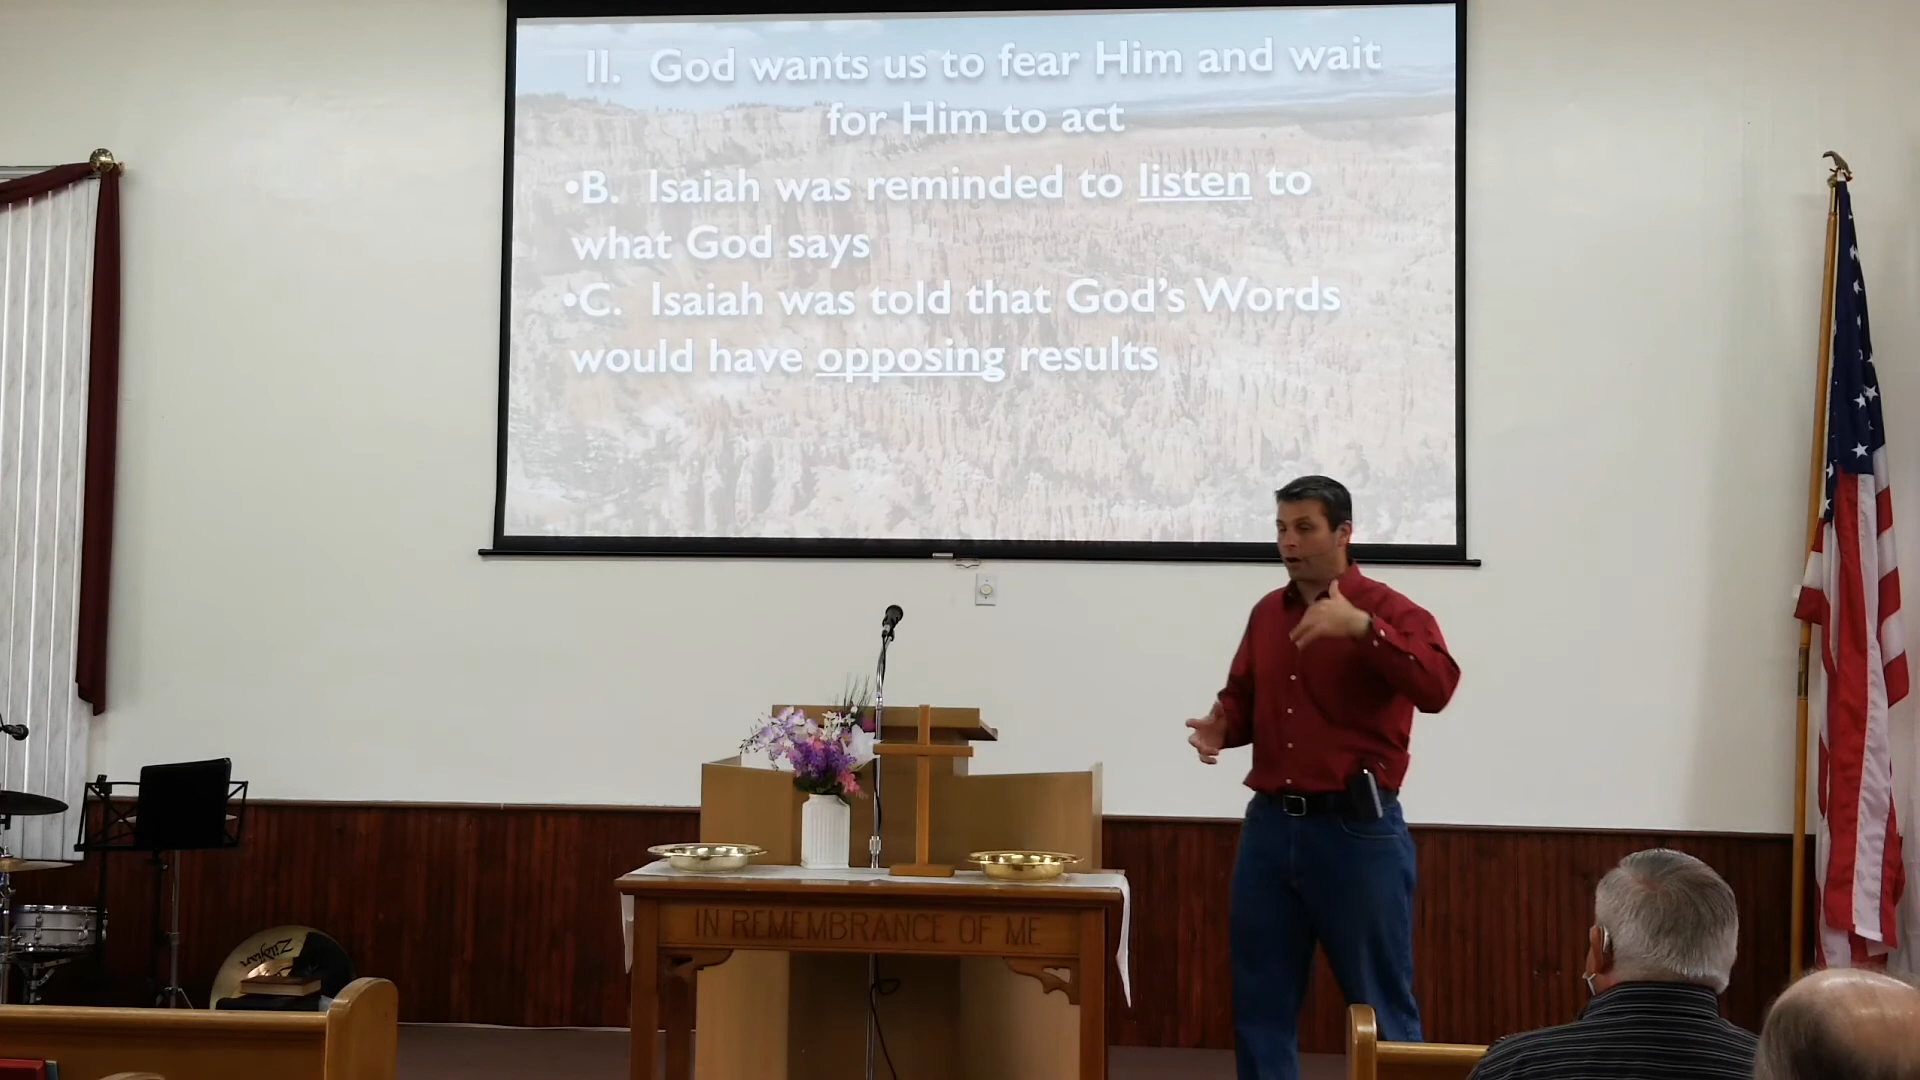 II. God wants us to fear Him and wait
for Him to act
•B. Isaiah was reminded to listen to
what God says
•C. Isaiah was told that God's Words
would have opposing results
IN REMEMBRANCE OF ME
Zildjian